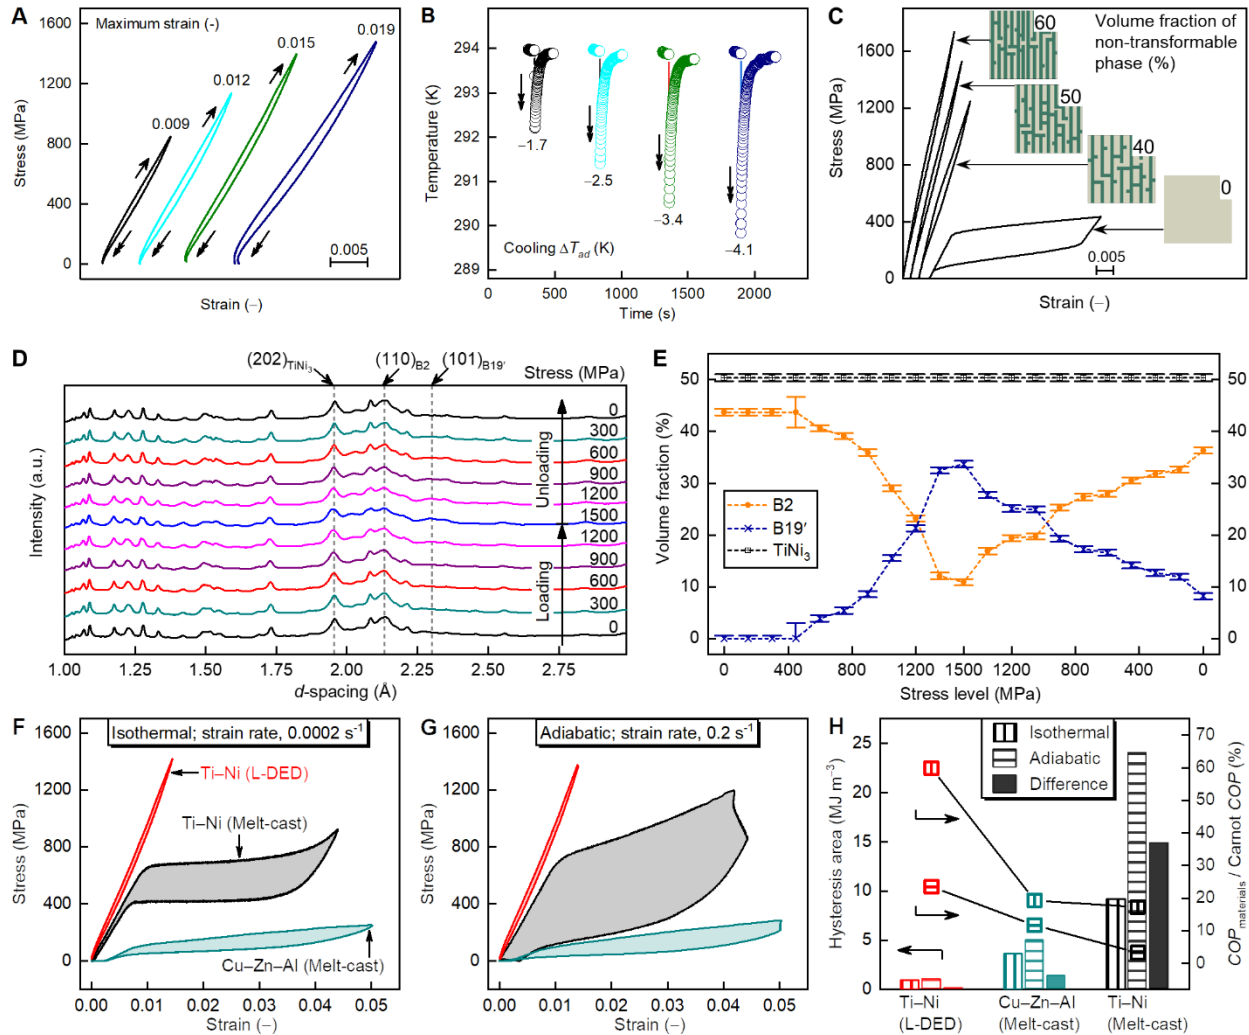 A
Maximum strain (-)
0.009
0.012
0.015
0.019
1600
1200
800
400
0
Stress (MPa)
0.005
Strain (–)
B
294
293
292
291
290
289
Temperature (K)
−1.7
−2.5
−3.4
−4.1
Cooling ΔT_ad (K)
0 500 1000 1500 2000
Time (s)
C
Volume fraction of
non-transformable
phase (%)
60
50
40
0
1600
1200
800
400
0
Stress (MPa)
0.005
Strain (–)
D
(202)TiNi₃ (110)B2 (101)B19′
Stress (MPa)
0
300
600
900
1200
1500
1200
900
600
300
0
Unloading
Loading
Intensity (a.u.)
1.00 1.25 1.50 1.75 2.00 2.25 2.50 2.75
d-spacing (Å)
E
50
40
30
20
10
0
Volume fraction (%)
B2
B19′
TiNi₃
50
40
30
20
10
0
0 400 800 1200 1500 1200 800 400 0
Stress level (MPa)
F
Isothermal; strain rate, 0.0002 s⁻¹
Ti–Ni (L-DED)
Ti–Ni (Melt-cast)
Cu–Zn–Al (Melt-cast)
1600
1200
800
400
0
Stress (MPa)
0.00 0.01 0.02 0.03 0.04 0.05
Strain (–)
G
Adiabatic; strain rate, 0.2 s⁻¹
1600
1200
800
400
0
Stress (MPa)
0.00 0.01 0.02 0.03 0.04 0.05
Strain (–)
H
Isothermal
Adiabatic
Difference
25
20
15
10
5
0
Hysteresis area (MJ m⁻³)
70
60
50
40
30
20
10
0
COP_materials / Carnot COP (%)
Ti–Ni Cu–Zn–Al Ti–Ni
(L-DED) (Melt-cast) (Melt-cast)